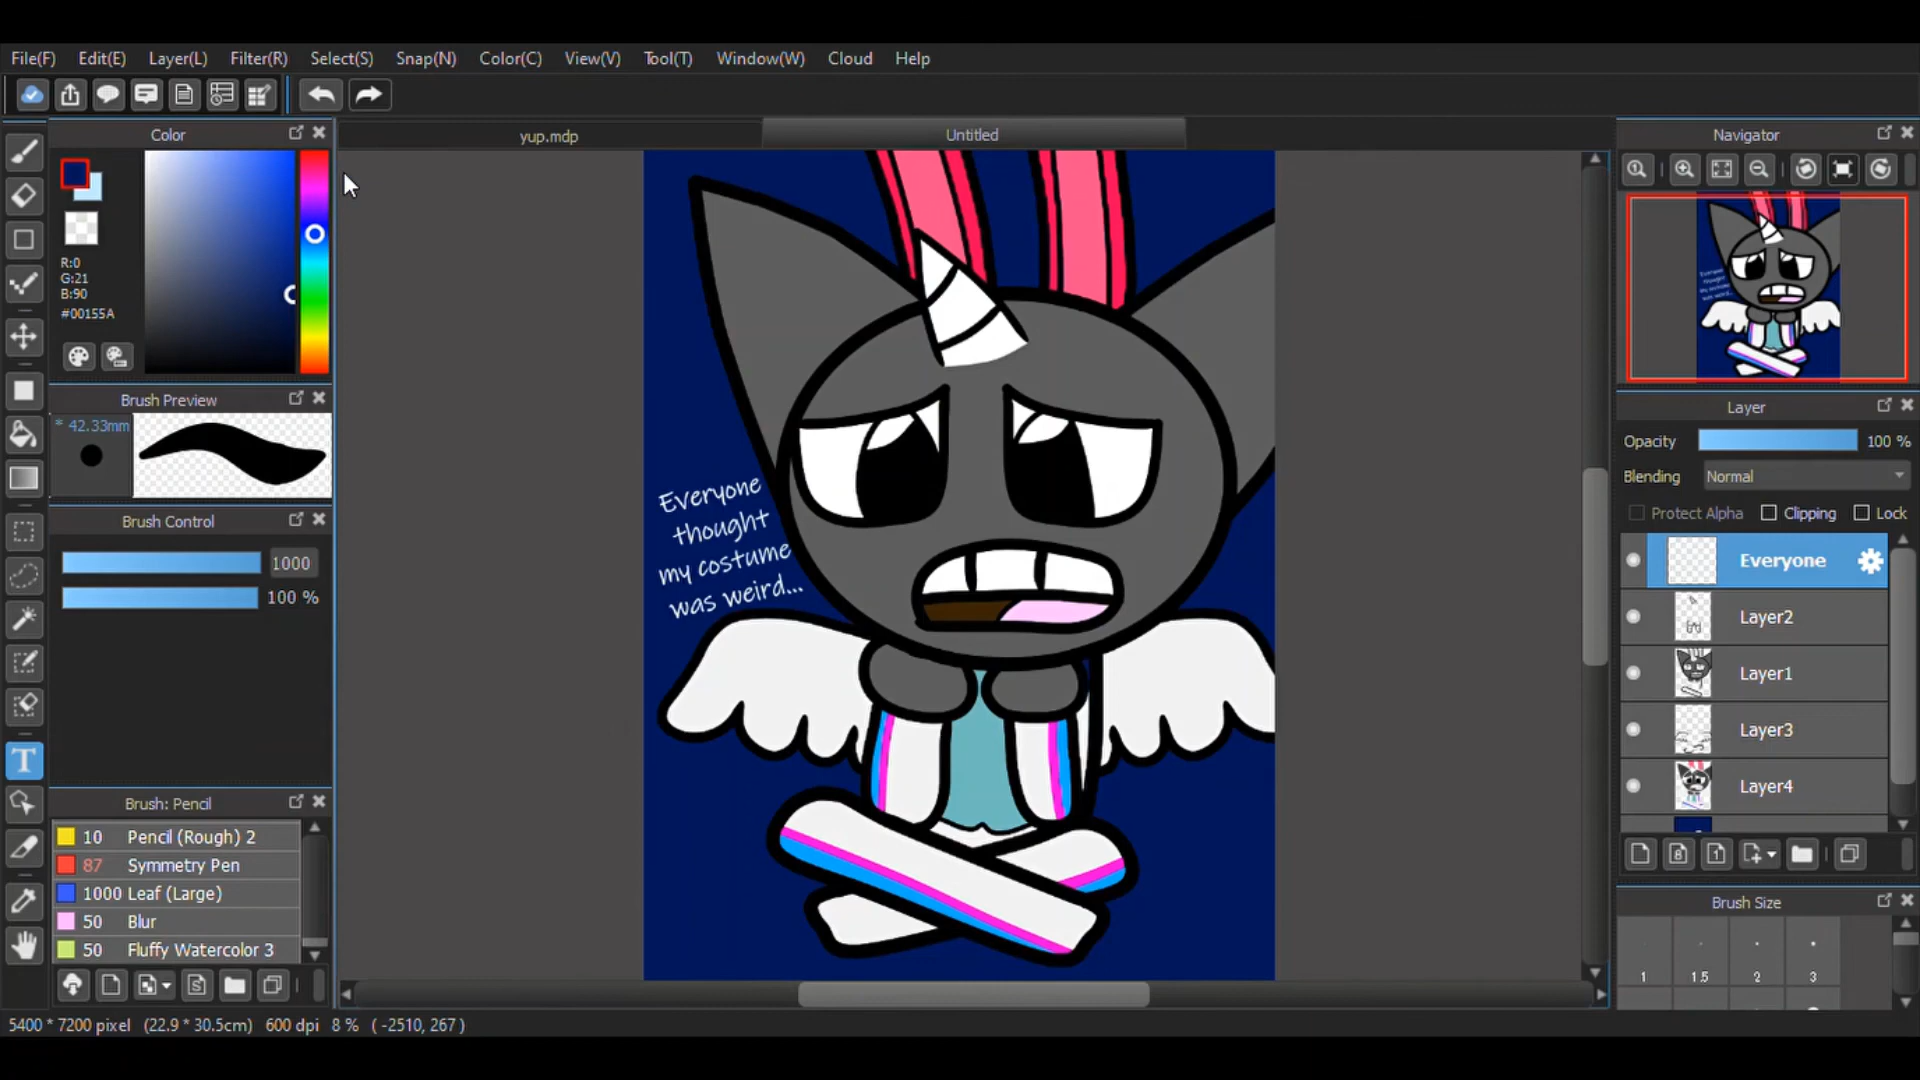 File(F) Edit(E) Layer(L) Filter(R) Select(S) Snap(N) Color(C) View(V) Tool(T) Window(W) Cloud Help
Color
yup.mdp
Untitled
Navigator
R:0
G:21
B:90
#00155A
Brush Preview
* 42.33mm
Brush Control
1000
100 %
Brush: Pencil
10 Pencil (Rough) 2
87 Symmetry Pen
1000 Leaf (Large)
50 Blur
50 Fluffy Watercolor 3
Everyone
thought
my costume
was weird...
Layer
Opacity 100 %
Blending Normal
Protect Alpha Clipping Lock
Everyone
Layer2
Layer1
Layer3
Layer4
Brush Size
1 1.5 2 3
5400 * 7200 pixel (22.9 * 30.5cm) 600 dpi 8 % ( -2510, 267 )